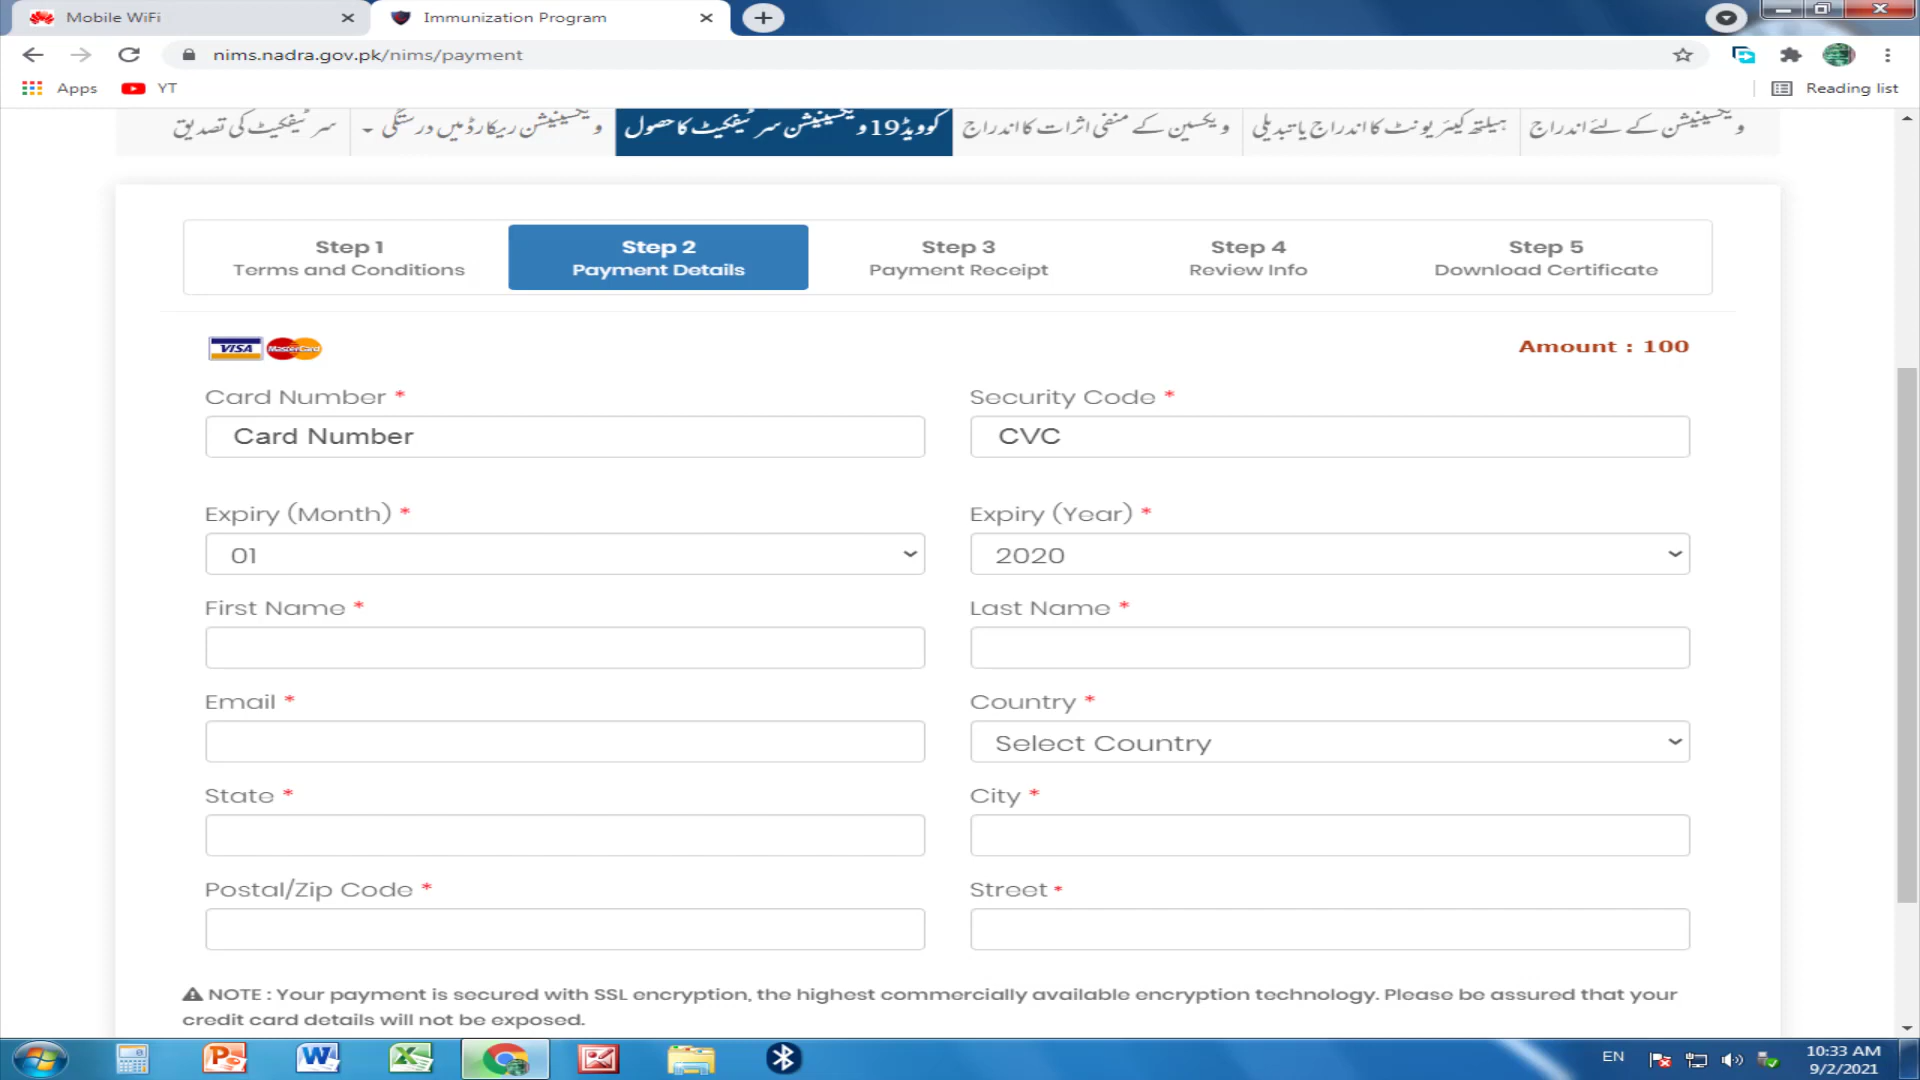 Mobile WiFi
Immunization Program
nims.nadra.gov.pk/nims/payment
Apps
YT
Reading list
ویکسینیشن کے لئے اندراج
ہیلتھ کیئر یونٹ کا اندراج یا تبدیلی
ویکسین کے منفی اثرات کا اندراج
کووِیڈ19 ویکسینیشن سرٹیفکیٹ کا حصول
ویکسینیشن ریکارڈ میں درستگی
سرٹیفکیٹ کی تصدیق
Step 1
Terms and Conditions
Step 2
Payment Details
Step 3
Payment Receipt
Step 4
Review Info
Step 5
Download Certificate
VISA MasterCard
Amount : 100
Card Number *
Security Code *
Card Number
CVC
Expiry (Month) *
Expiry (Year) *
01
2020
First Name *
Last Name *
Email *
Country *
Select Country
State *
City *
Postal/Zip Code *
Street *
NOTE : Your payment is secured with SSL encryption, the highest commercially available encryption technology. Please be assured that your
credit card details will not be exposed.
EN
10:33 AM
9/2/2021